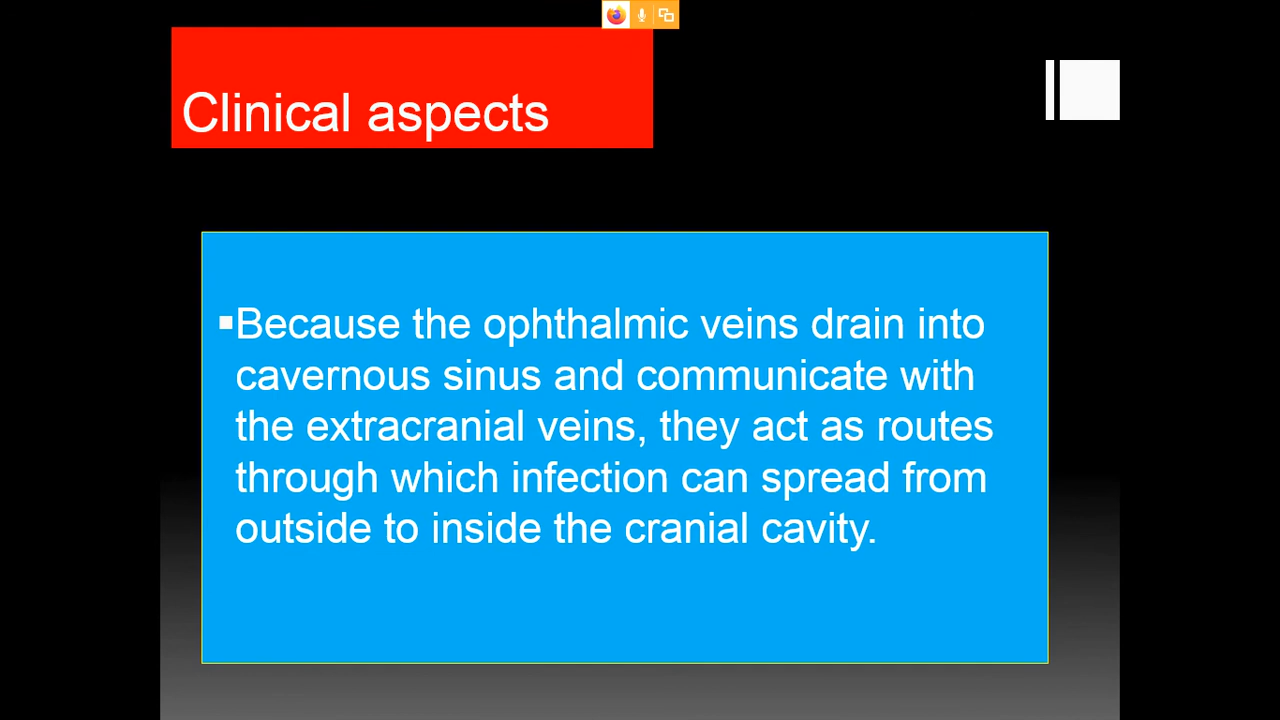 Clinical aspects
▪Because the ophthalmic veins drain into
cavernous sinus and communicate with
the extracranial veins, they act as routes
through which infection can spread from
outside to inside the cranial cavity.